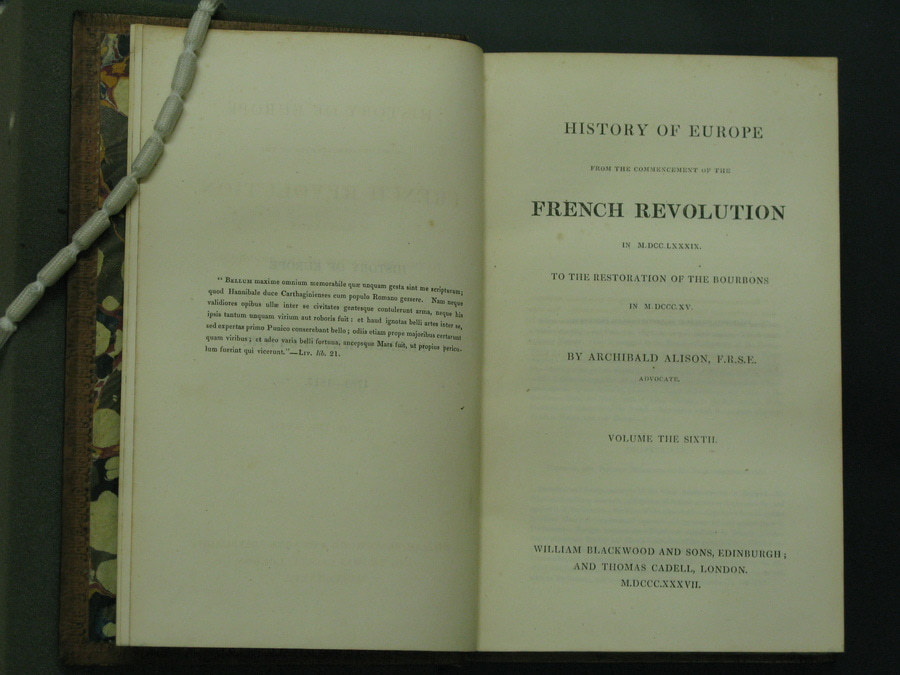 " Bellum maxime omnium memorabile quæ unquam gesta sint me scripturum;
quod Hannibale duce Carthaginienses cum populo Romano gessere. Nam neque
validiores opibus ullæ inter se civitates gentesque contulerunt arma, neque his
ipsis tantum unquam virium aut roboris fuit; et haud ignotas belli artes inter se,
sed expertas primo Punico conserebant bello; odiis etiam prope majoribus certarunt
quam viribus; et adeo varia belli fortuna, ancepsque Mars fuit, ut propius pericu-
lum fuerint qui vicerunt."—Liv. lib. 21.
HISTORY OF EUROPE
FROM THE COMMENCEMENT OF THE
FRENCH REVOLUTION
IN M.DCC.LXXXIX.
TO THE RESTORATION OF THE BOURBONS
IN M.DCCC.XV.
BY ARCHIBALD ALISON, F.R.S.E.
ADVOCATE.
VOLUME THE SIXTH.
WILLIAM BLACKWOOD AND SONS, EDINBURGH;
AND THOMAS CADELL, LONDON.
M.DCCC.XXXVII.